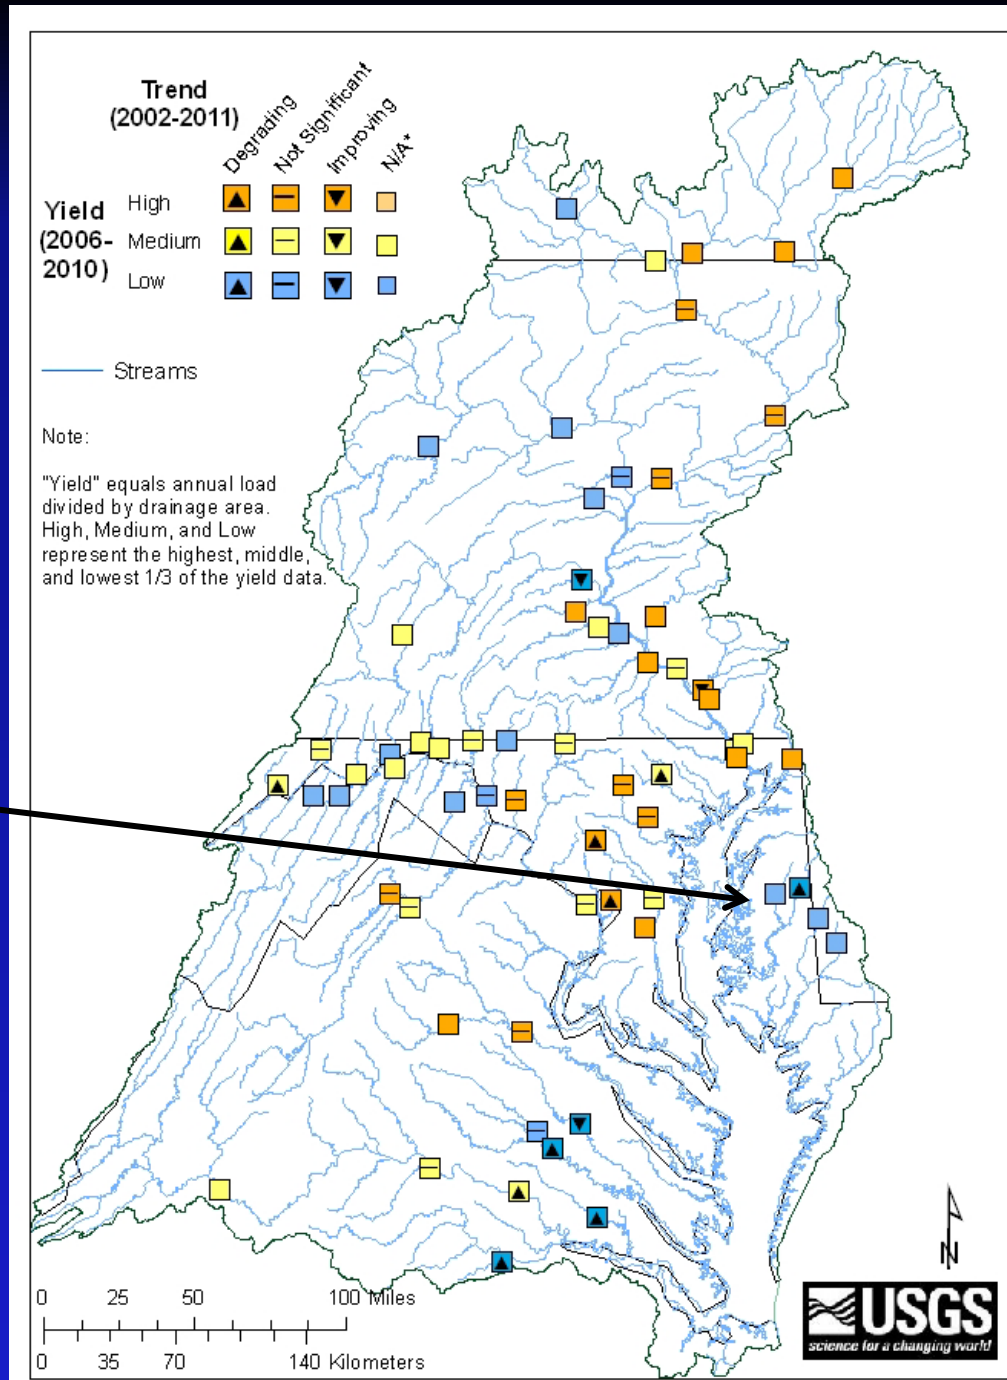 Trend
(2002-2011)
Degrading
Not Significant
Improving
N/A*
Yield
(2006-
2010)
High
Medium
Low
Streams
Note:
"Yield" equals annual load
divided by drainage area.
High, Medium, and Low
represent the highest, middle,
and lowest 1/3 of the yield data.
0 25 50 100 Miles
0 35 70 140 Kilometers
N
USGS
science for a changing world